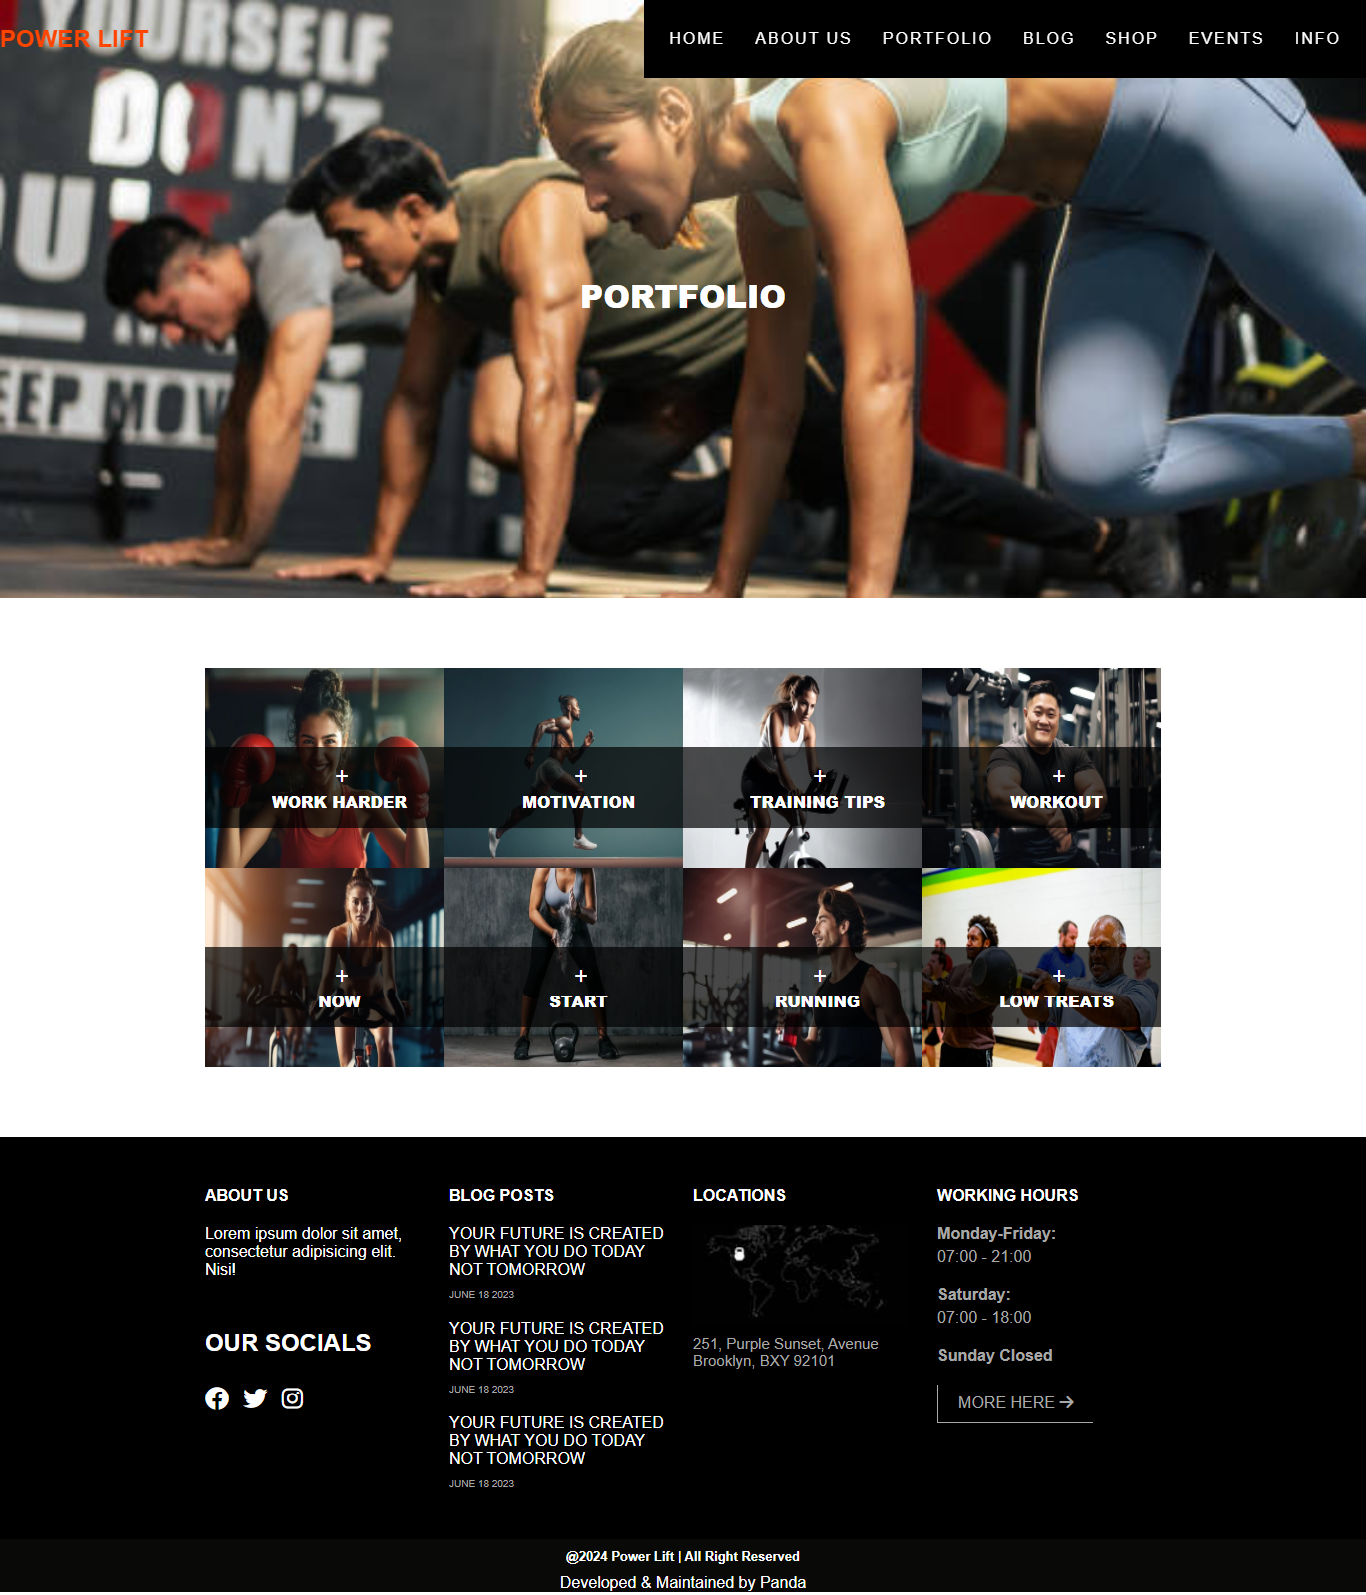 POWER LIFT
HOME ABOUT US PORTFOLIO BLOG SHOP EVENTS INFO
YOURSELF
DON'T
QUIT
KEEP MOVING
PORTFOLIO
+ + + +
WORK HARDER MOTIVATION TRAINING TIPS WORKOUT
+ + + +
NOW START RUNNING LOW TREATS
ABOUT US
Lorem ipsum dolor sit amet,
consectetur adipisicing elit.
Nisi!
OUR SOCIALS
BLOG POSTS
YOUR FUTURE IS CREATED
BY WHAT YOU DO TODAY
NOT TOMORROW
JUNE 18 2023
YOUR FUTURE IS CREATED
BY WHAT YOU DO TODAY
NOT TOMORROW
JUNE 18 2023
YOUR FUTURE IS CREATED
BY WHAT YOU DO TODAY
NOT TOMORROW
JUNE 18 2023
LOCATIONS
251, Purple Sunset, Avenue
Brooklyn, BXY 92101
WORKING HOURS
Monday-Friday:
07:00 - 21:00
Saturday:
07:00 - 18:00
Sunday Closed
MORE HERE →
@2024 Power Lift | All Right Reserved
Developed & Maintained by Panda